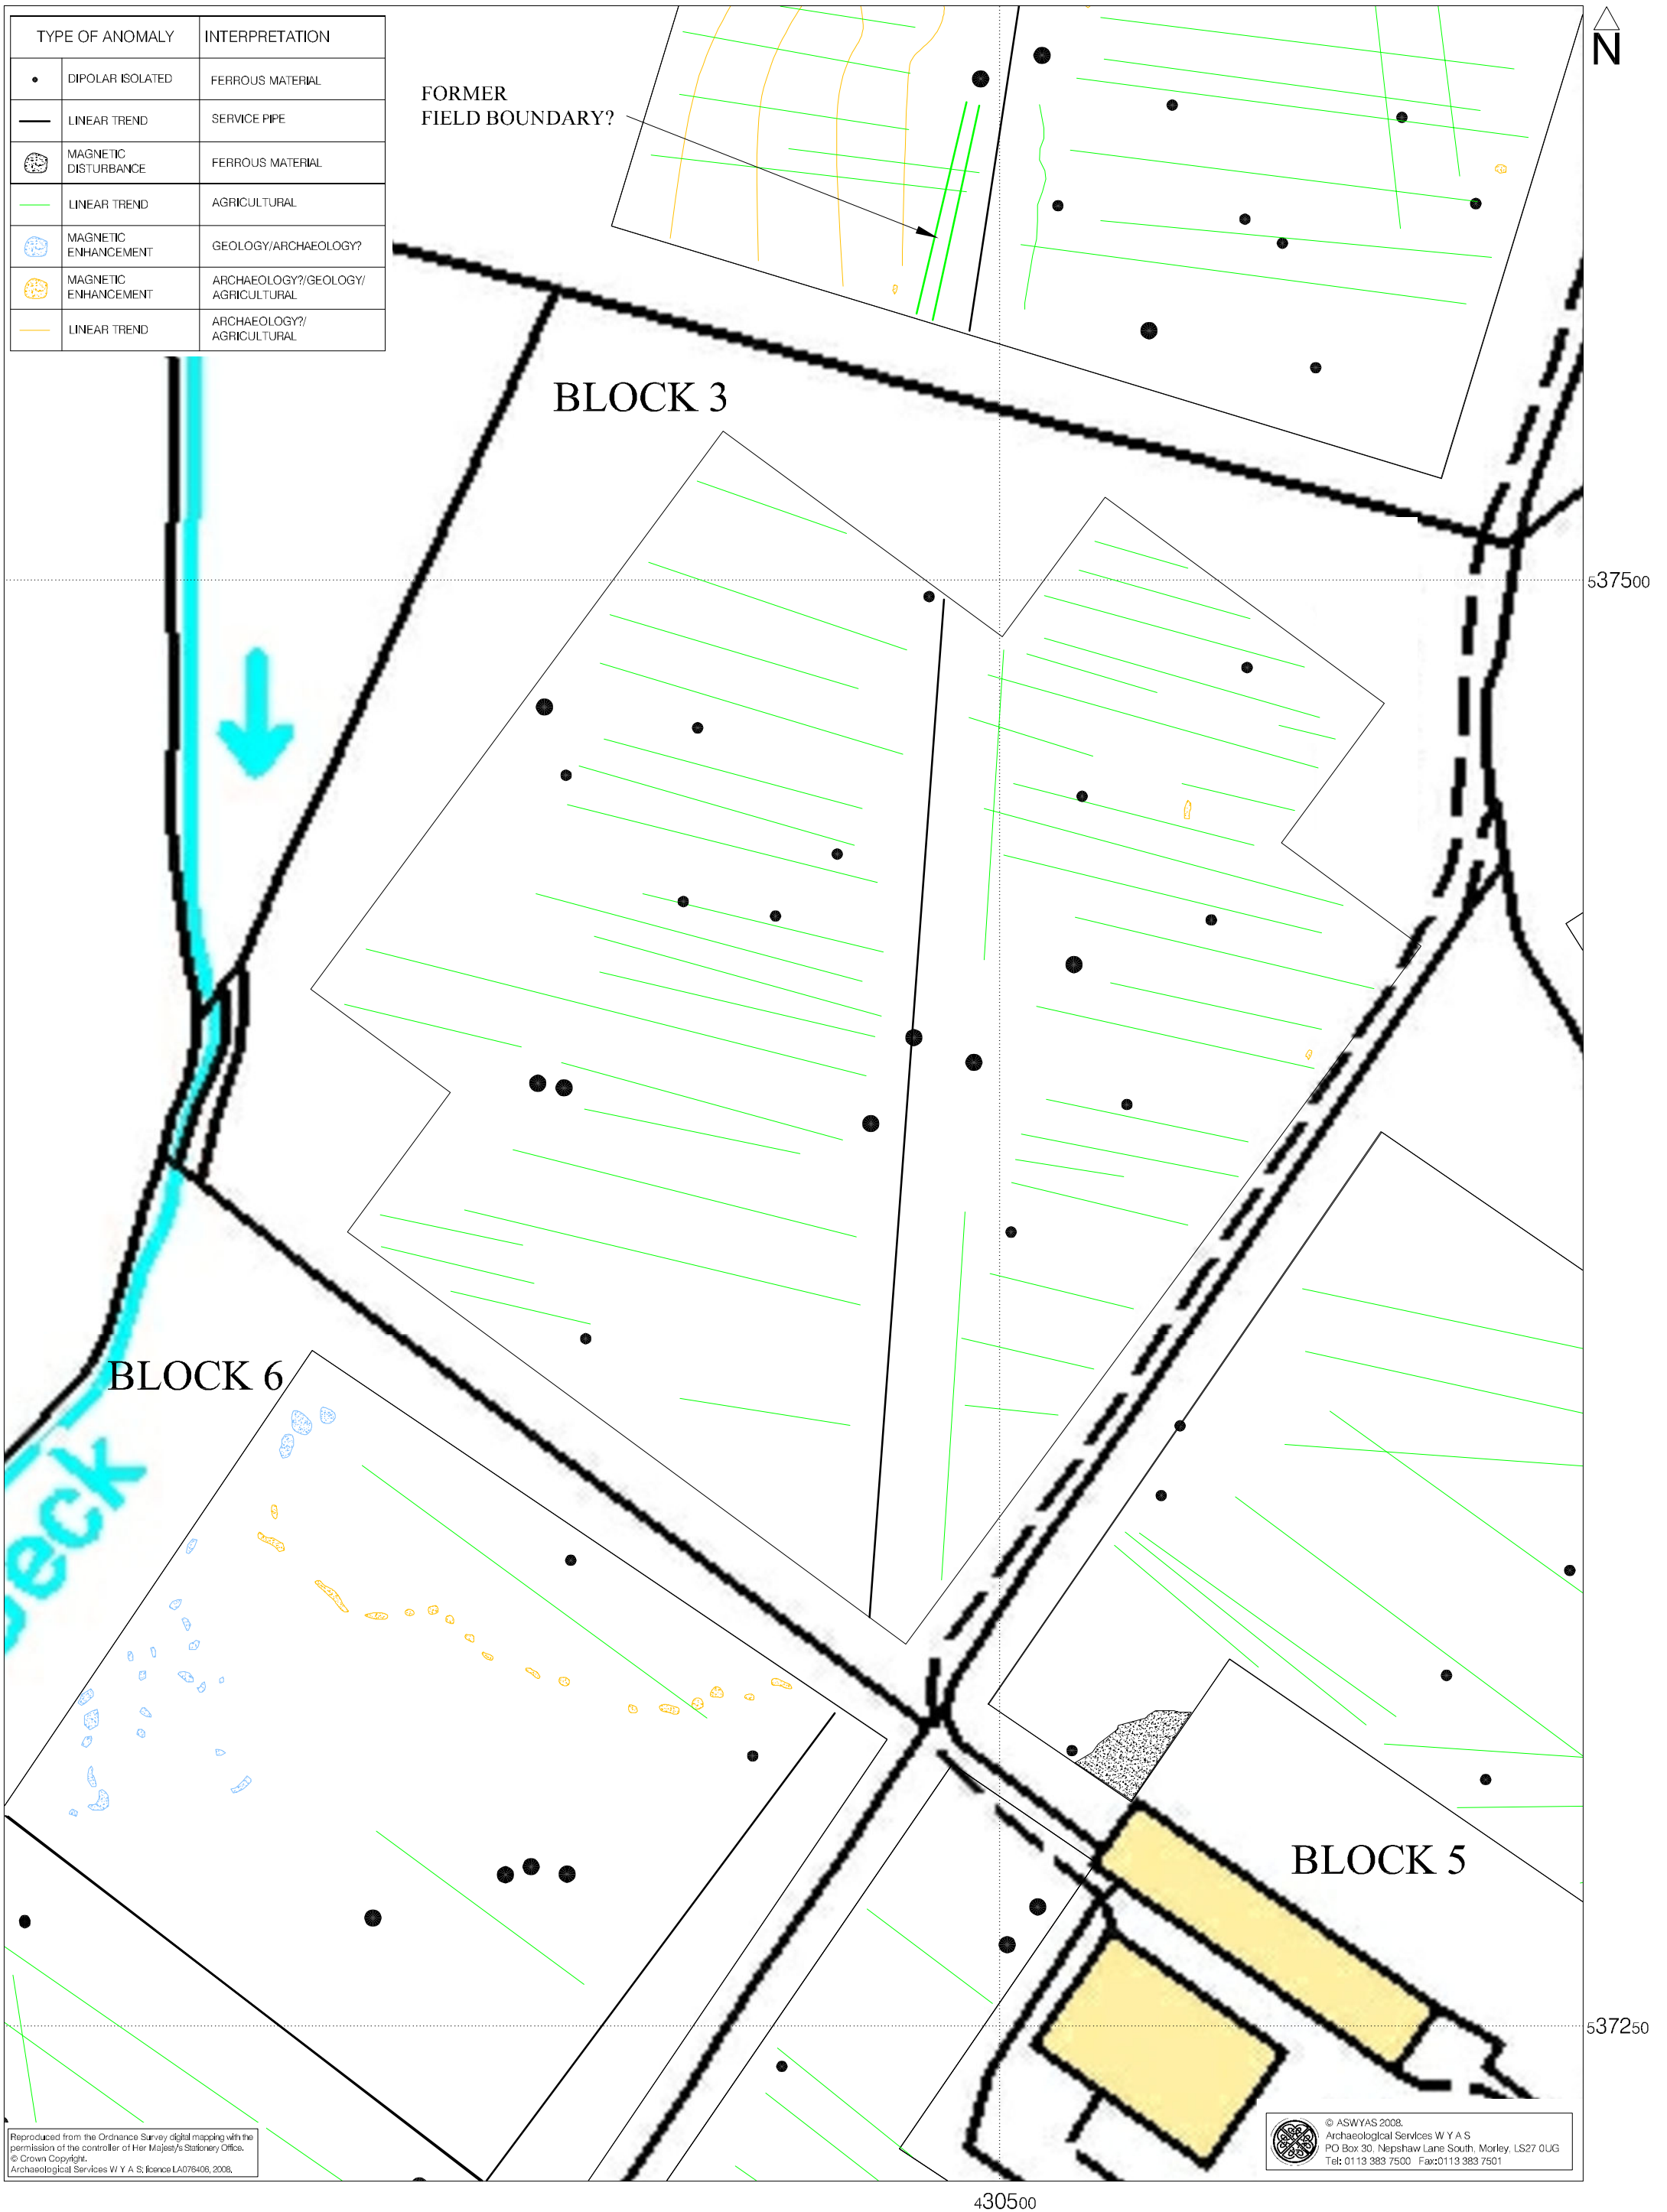 TYPE OF ANOMALY INTERPRETATION
DIPOLAR ISOLATED FERROUS MATERIAL
LINEAR TREND SERVICE PIPE
MAGNETIC
DISTURBANCE FERROUS MATERIAL
LINEAR TREND AGRICULTURAL
MAGNETIC
ENHANCEMENT GEOLOGY/ARCHAEOLOGY?
MAGNETIC ARCHAEOLOGY?/GEOLOGY/
ENHANCEMENT AGRICULTURAL
LINEAR TREND ARCHAEOLOGY?/
AGRICULTURAL
N
FORMER
FIELD BOUNDARY?
BLOCK 3
537500
BLOCK 6
eck
BLOCK 5
537250
Reproduced from the Ordnance Survey digital mapping with the
permission of the controller of Her Majesty's Stationery Office.
© Crown Copyright.
Archaeological Services W Y A S; licence LA076406, 2008.
© ASWYAS 2008.
Archaeological Services W Y A S
PO Box 30, Nepshaw Lane South, Morley, LS27 0UG
Tel: 0113 383 7500 Fax:0113 383 7501
430500